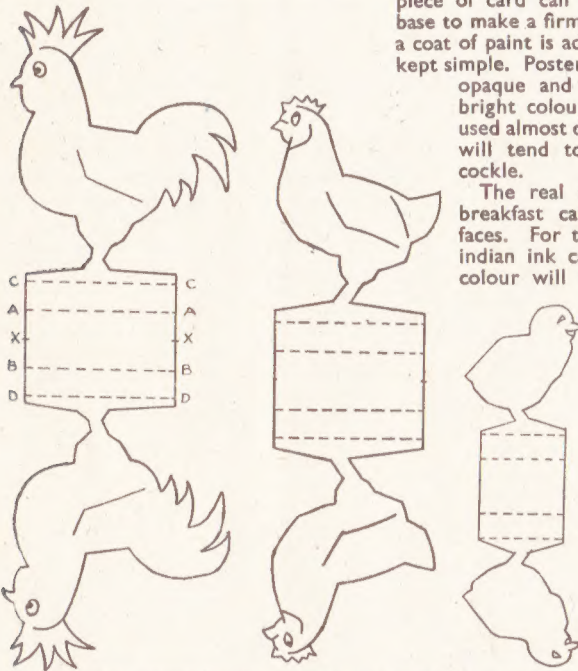 piece of card can
base to make a firm
a coat of paint is
kept simple. Poster
opaque and
bright colou
used almost
will tend to
cockle.
The real
breakfast ca
faces. For t
indian ink c
colour will
C C
A A
X X
B B
D D